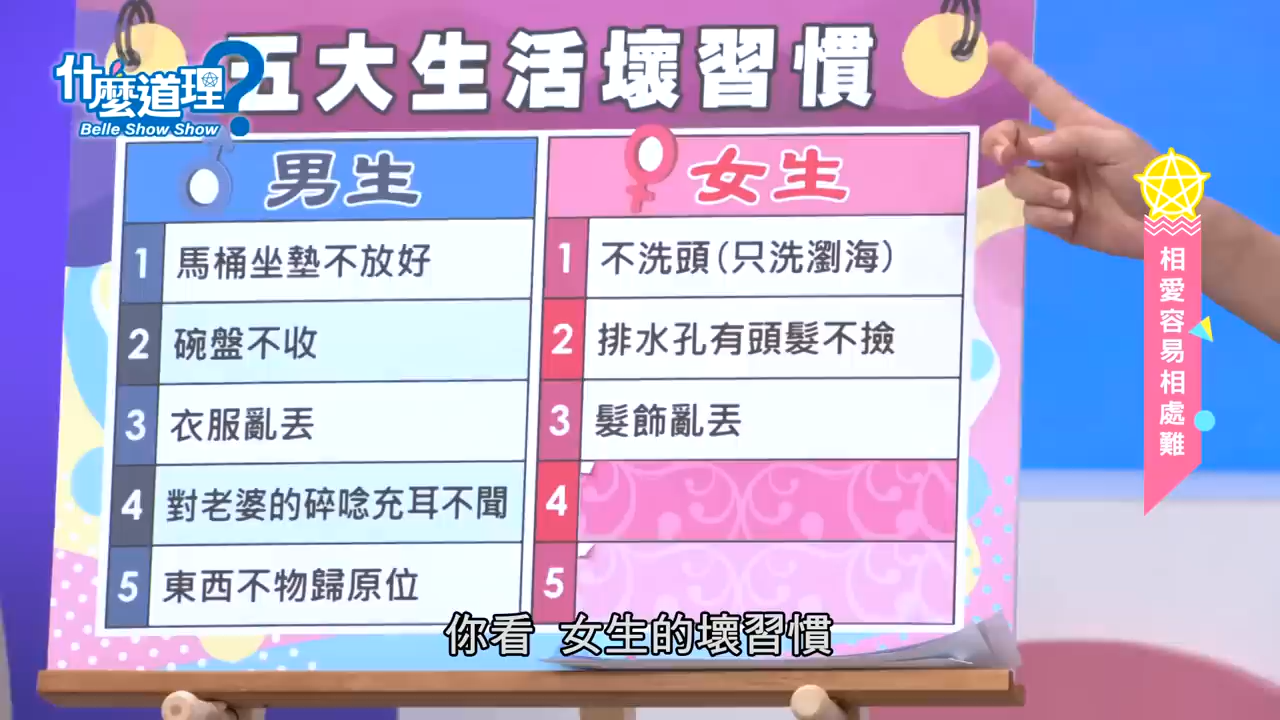 什麼道理?
Belle Show Show
五大生活壞習慣
男生
1 馬桶坐墊不放好
2 碗盤不收
3 衣服亂丟
4 對老婆的碎唸充耳不聞
5 東西不物歸原位
女生
1 不洗頭(只洗瀏海)
2 排水孔有頭髮不撿
3 髮飾亂丟
4
5
相愛容易相處難
你看 女生的壞習慣